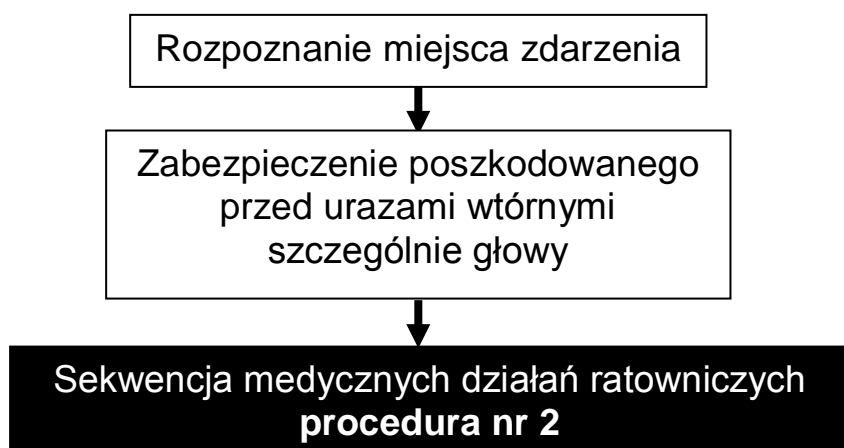 Rozpoznanie miejsca zdarzenia
Zabezpieczenie poszkodowanego
przed urazami wtórnymi
szczególnie głowy
Sekwencja medycznych działań ratowniczych
procedura nr 2